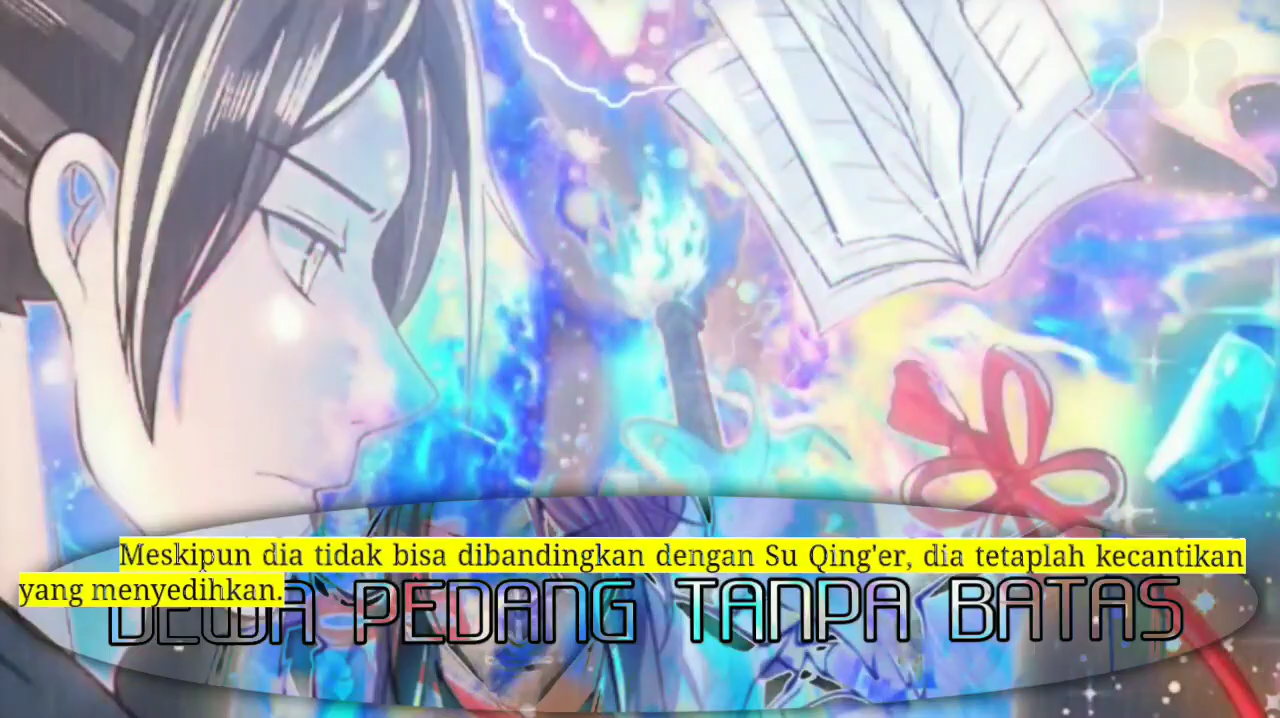 Meskipun dia tidak bisa dibandingkan dengan Su Qing'er, dia tetaplah kecantikan
yang menyedihkan.
DEWA PEDANG TANPA BATAS